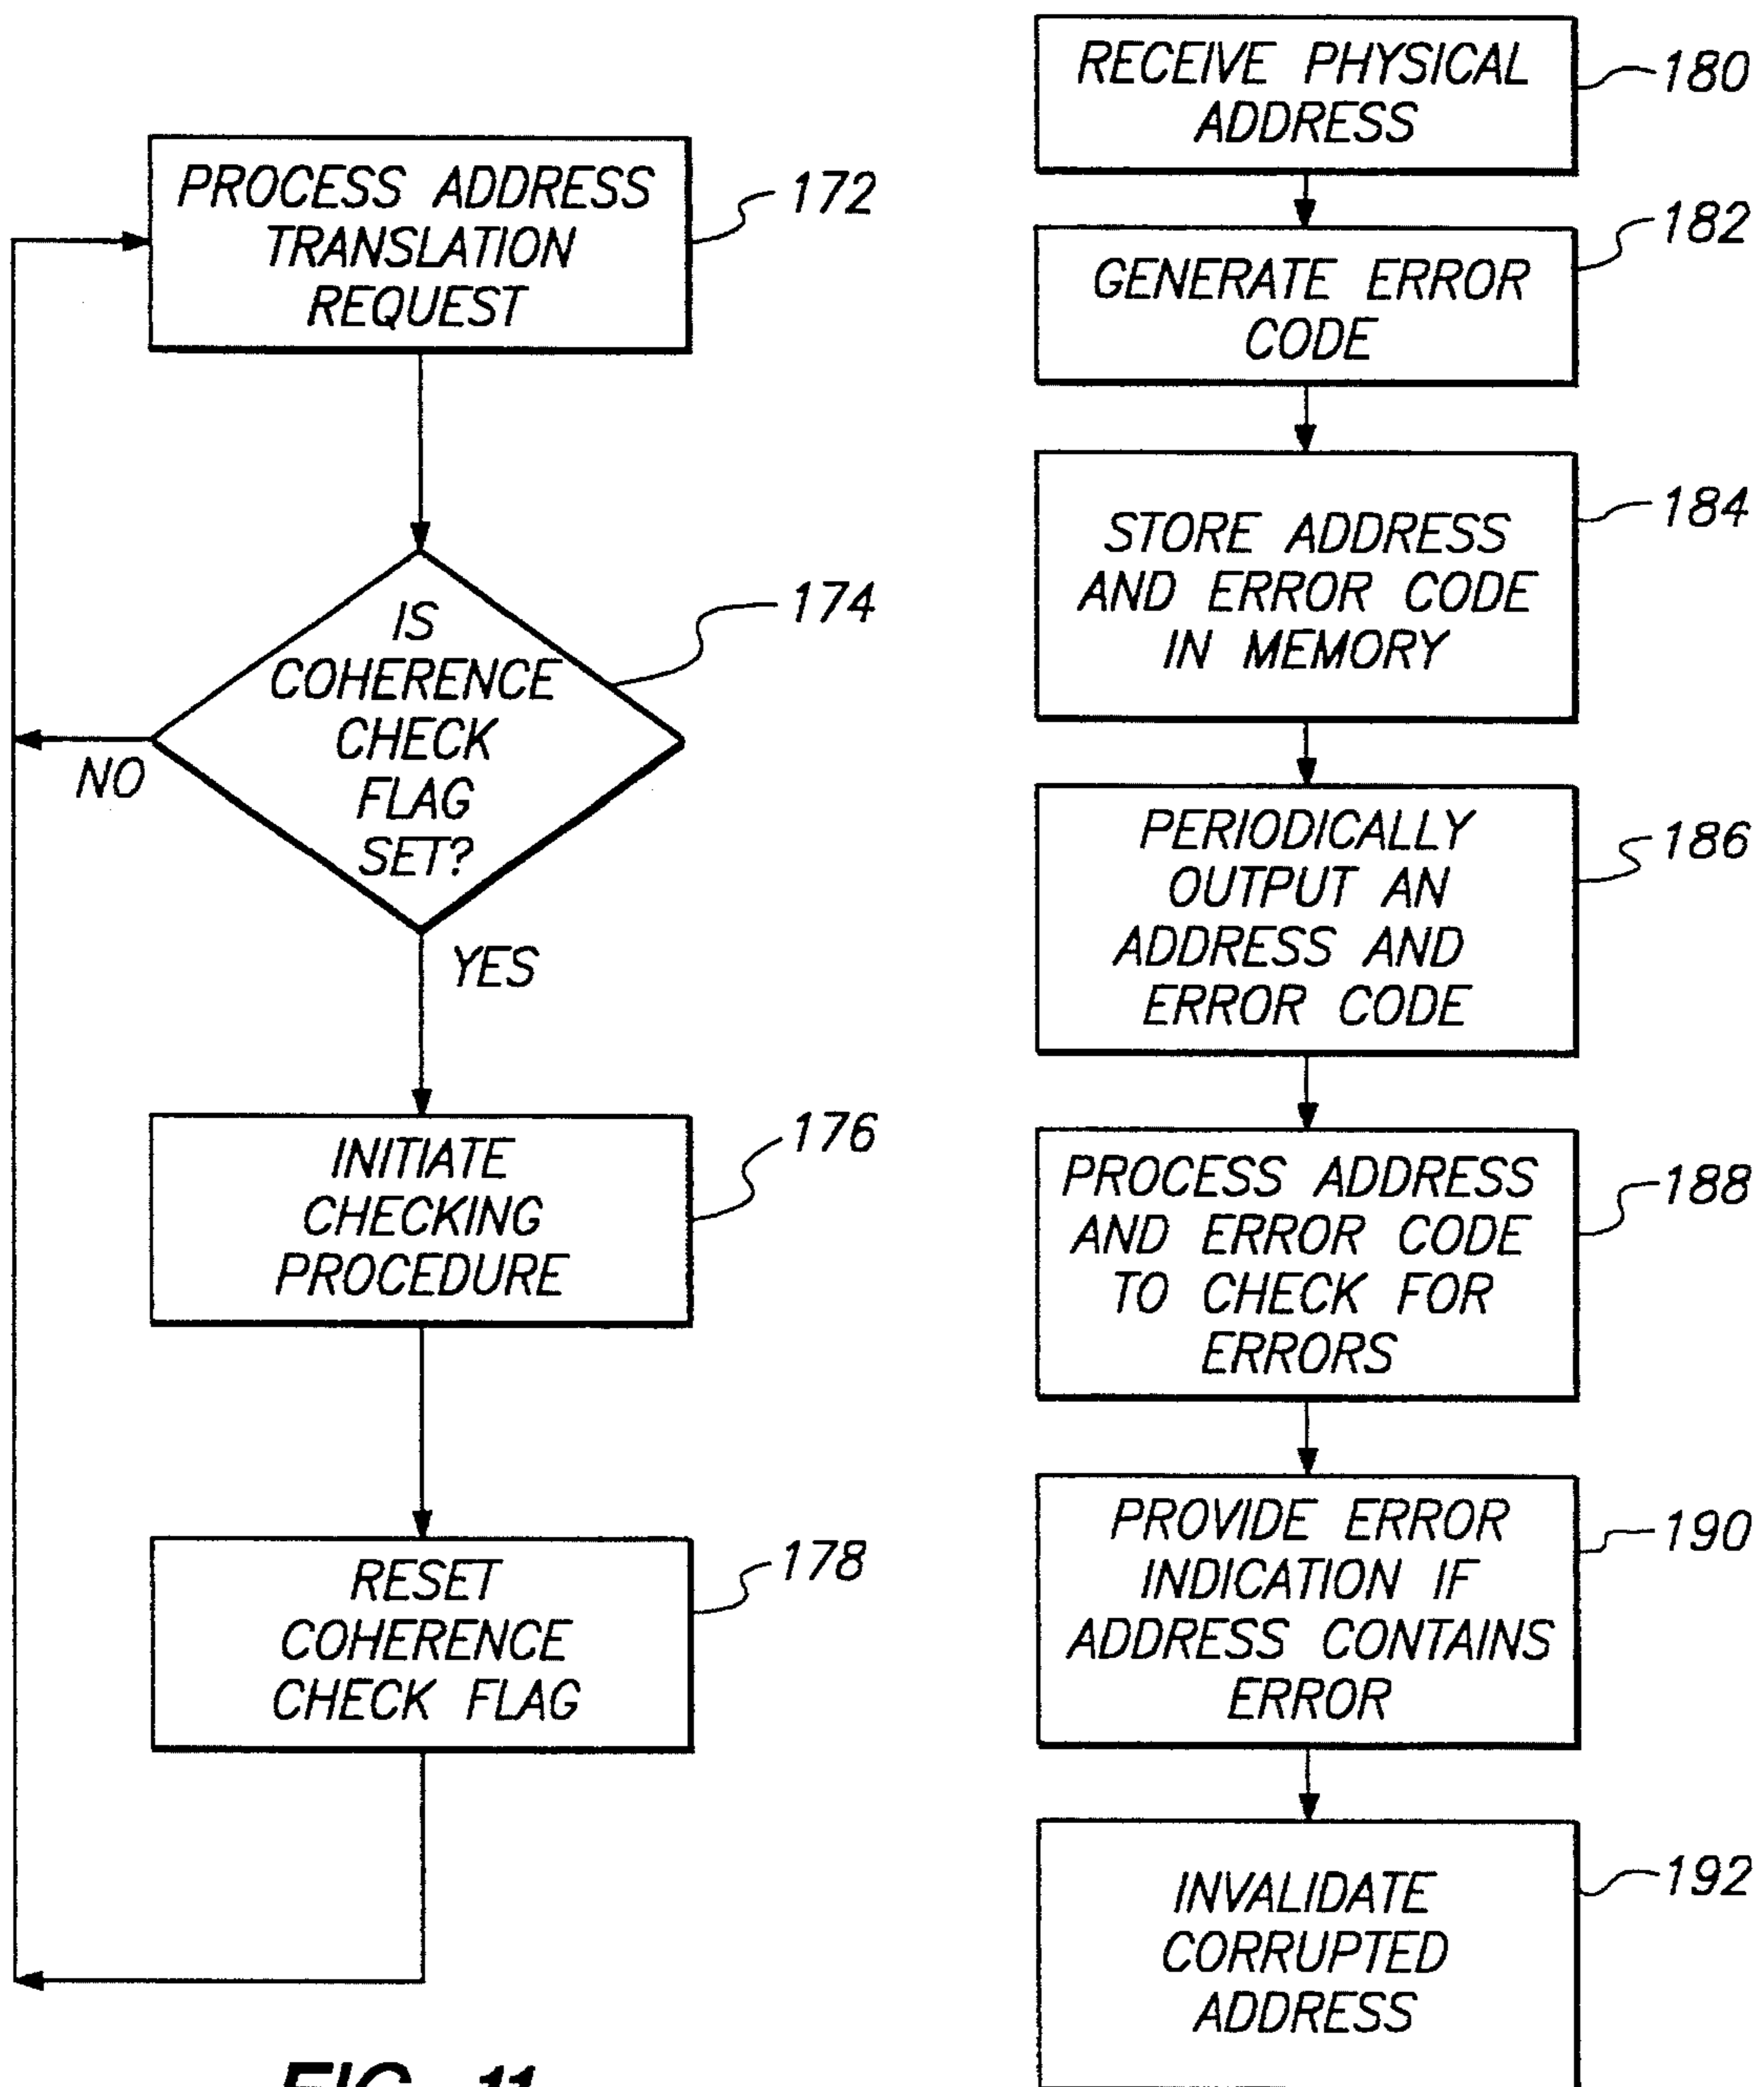 PROCESS ADDRESS
TRANSLATION
REQUEST
172
IS
COHERENCE
CHECK
FLAG
SET?
174
NO
YES
INITIATE
CHECKING
PROCEDURE
176
RESET
COHERENCE
CHECK FLAG
178
FIG. 11
RECEIVE PHYSICAL
ADDRESS
180
GENERATE ERROR
CODE
182
STORE ADDRESS
AND ERROR CODE
IN MEMORY
184
PERIODICALLY
OUTPUT AN
ADDRESS AND
ERROR CODE
186
PROCESS ADDRESS
AND ERROR CODE
TO CHECK FOR
ERRORS
188
PROVIDE ERROR
INDICATION IF
ADDRESS CONTAINS
ERROR
190
INVALIDATE
CORRUPTED
ADDRESS
192